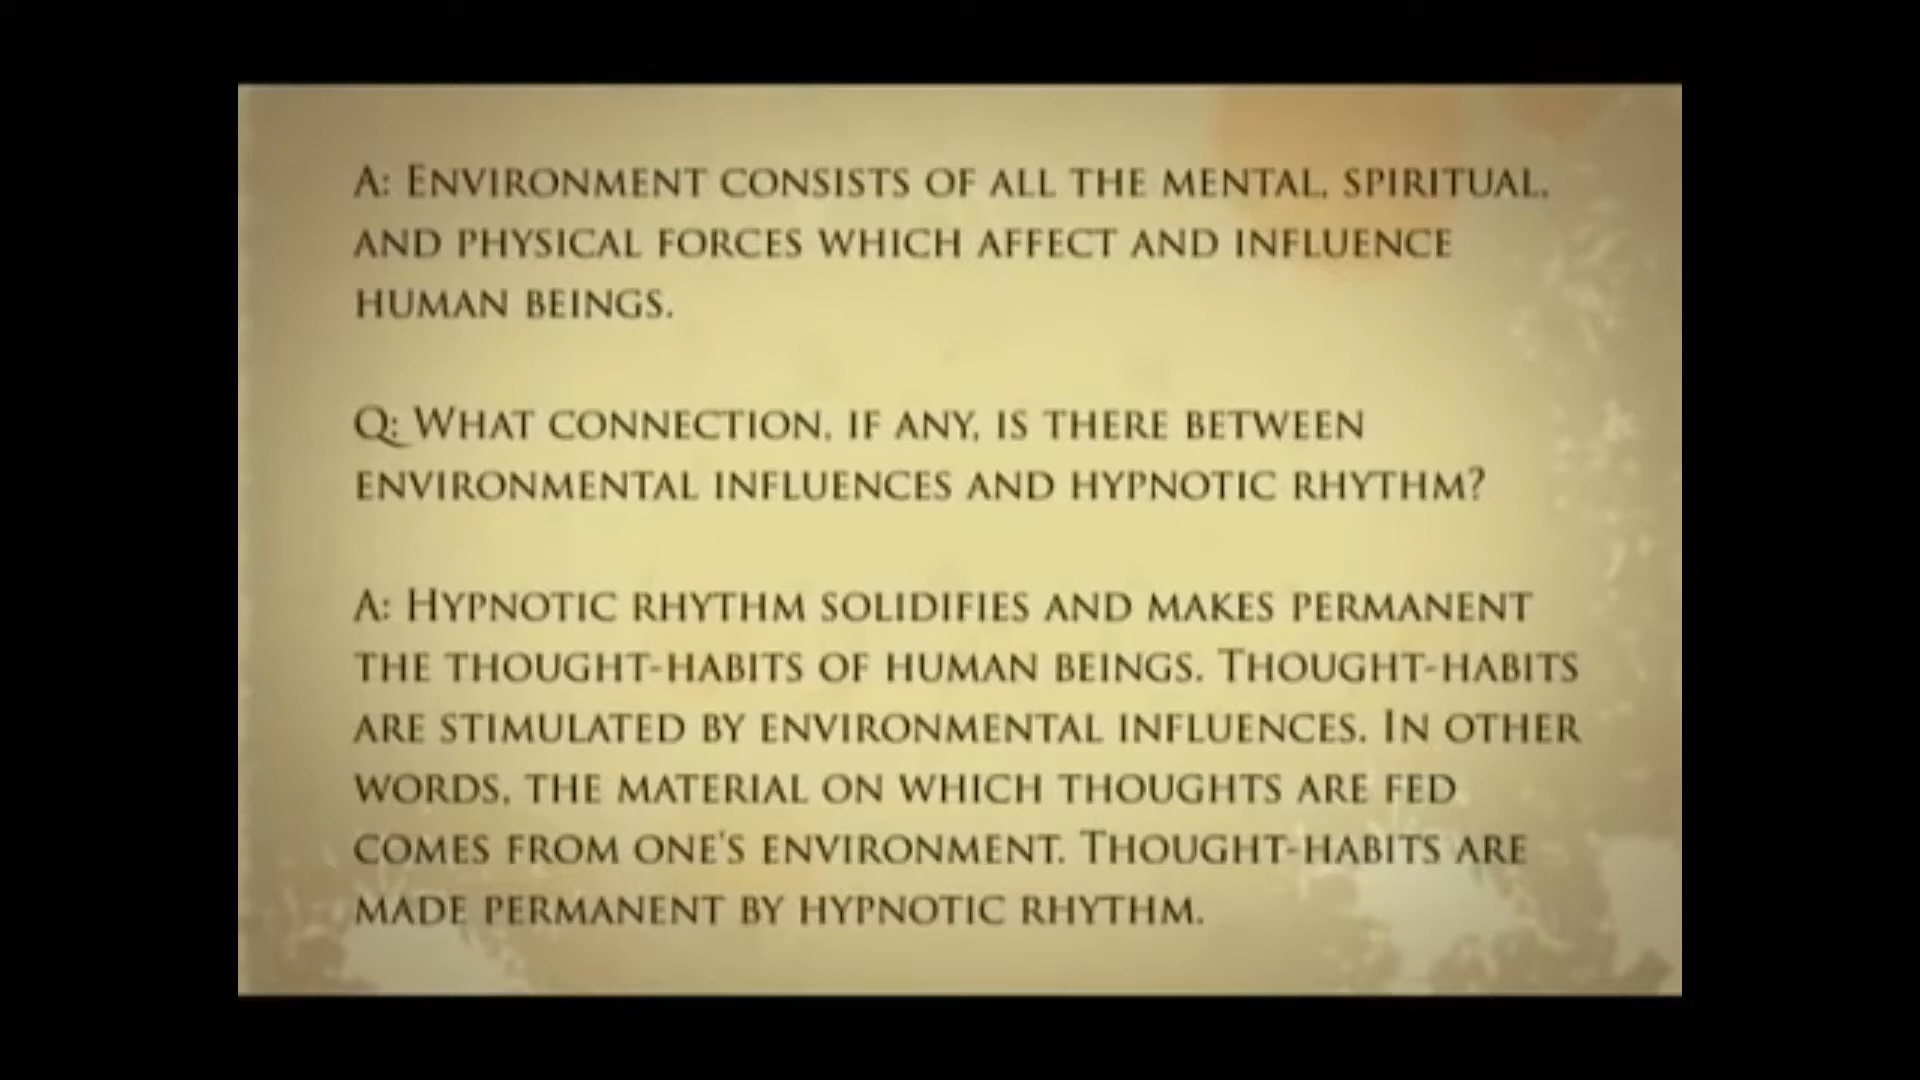 A: Environment consists of all the mental, spiritual,
and physical forces which affect and influence
human beings.
Q: What connection, if any, is there between
environmental influences and hypnotic rhythm?
A: Hypnotic rhythm solidifies and makes permanent
the thought-habits of human beings. Thought-habits
are stimulated by environmental influences. In other
words, the material on which thoughts are fed
comes from one's environment. Thought-habits are
made permanent by hypnotic rhythm.